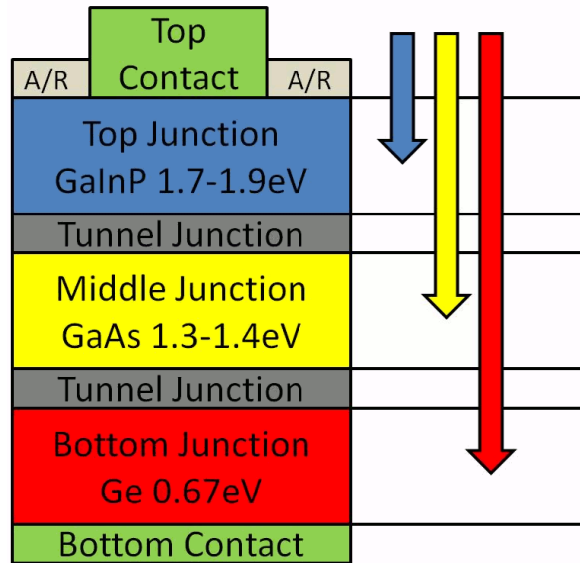 Top
Contact
A/R
A/R
Top Junction
GaInP 1.7-1.9eV
Tunnel Junction
Middle Junction
GaAs 1.3-1.4eV
Tunnel Junction
Bottom Junction
Ge 0.67eV
Bottom Contact